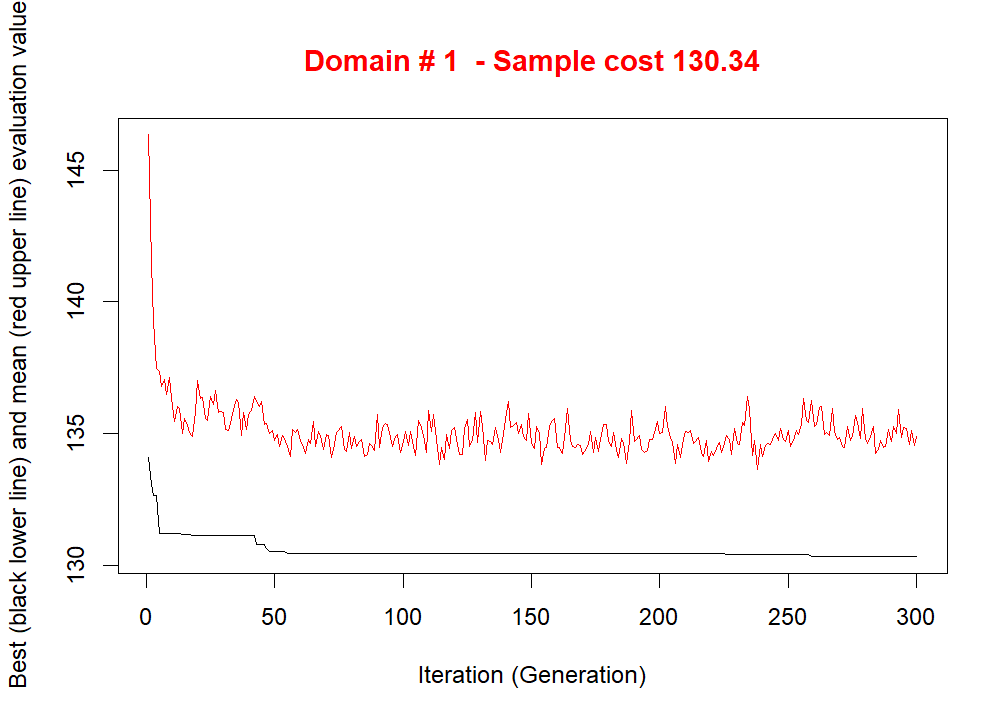 Domain # 1  - Sample cost 130.34
Best (black lower line) and mean (red upper line) evaluation value
145
140
135
130
0 50 100 150 200 250 300
Iteration (Generation)